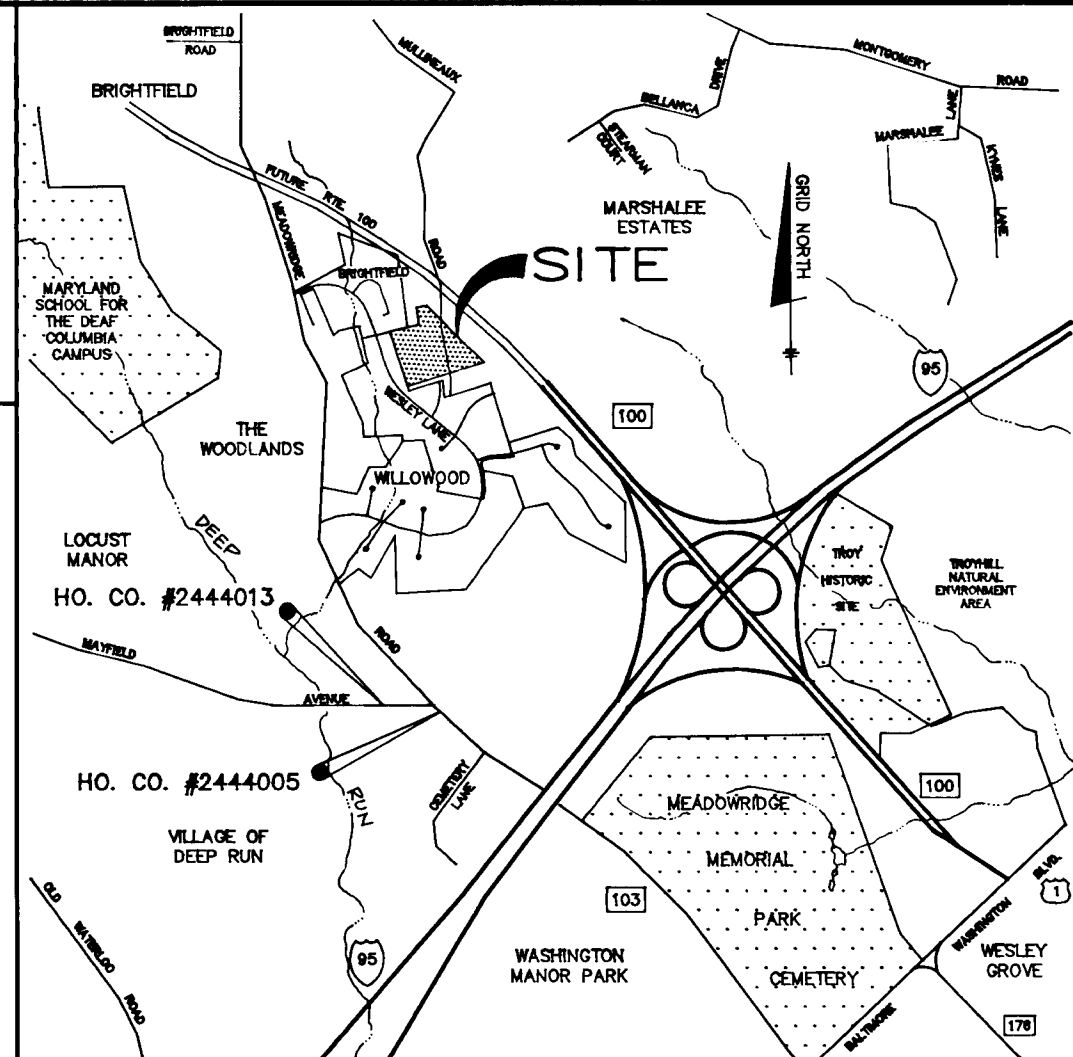 BRIGHTFIELD
ROAD
BRIGHTFIELD
MULLINEAUX
ROAD
MONTGOMERY
ROAD
BELLANCA
DRIVE
STEARMAN
COURT
MARSHALEE
LANE
KYNDS
LANE
MARSHALEE
ESTATES
GRID NORTH
FUTURE RTE. 100
MEADOWRIDGE
BRIGHTFIELD
SITE
MARYLAND
SCHOOL FOR
THE DEAF
COLUMBIA
CAMPUS
95
100
THE
WOODLANDS
WESLEY LANE
WILLOWOOD
DEEP
LOCUST
MANOR
HO. CO. #2444013
MAYFIELD
AVENUE
ROAD
TROY
HISTORIC
SITE
TROYHILL
NATURAL
ENVIRONMENT
AREA
HO. CO. #2444005
RUN
CEMETERY
LANE
VILLAGE OF
DEEP RUN
MEADOWRIDGE
MEMORIAL
PARK
CEMETERY
100
103
OLD
WATERLOO
ROAD
95
WASHINGTON
MANOR PARK
BALTIMORE
WASHINGTON
BLVD.
1
WESLEY
GROVE
176